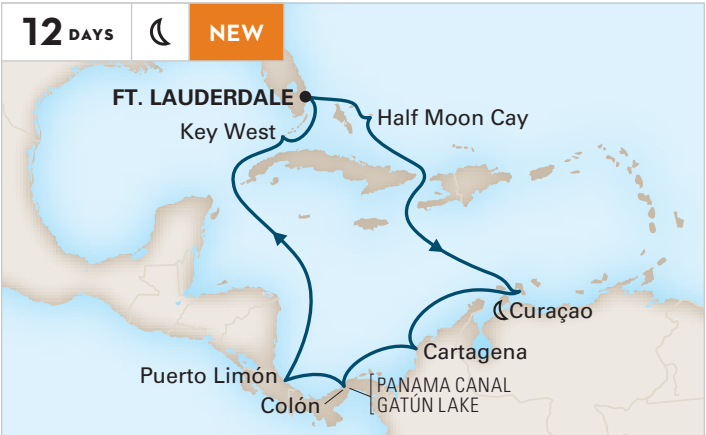 12 DAYS
NEW
FT. LAUDERDALE
Half Moon Cay
Key West
Curaçao
Cartagena
Puerto Limón
PANAMA CANAL
GATÚN LAKE
Colón